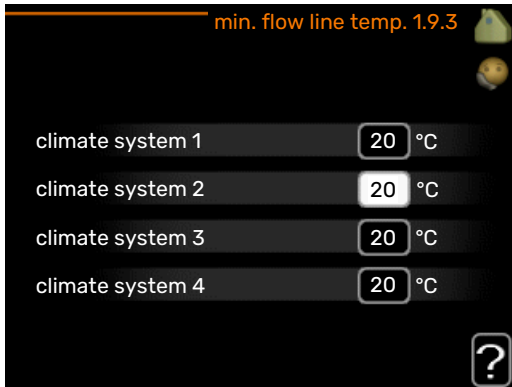 min. flow line temp. 1.9.3
climate system 1 20 °C
climate system 2 20 °C
climate system 3 20 °C
climate system 4 20 °C
?